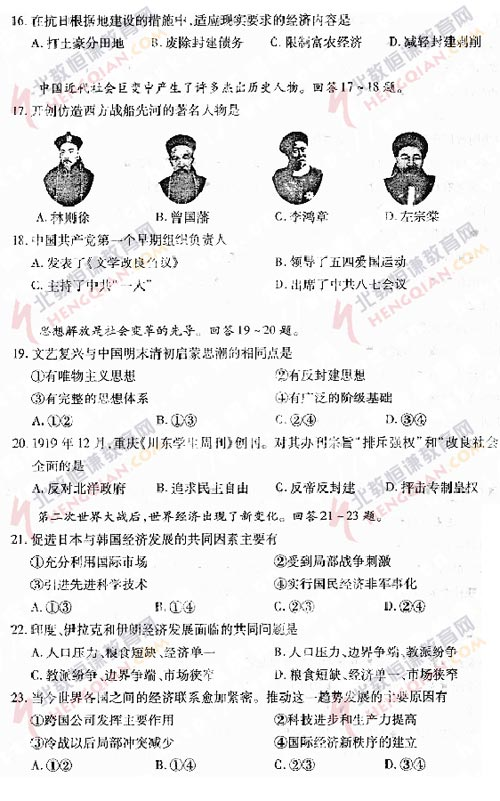 16. 在抗日根据地建设的措施中,适应现实要求的经济内容是
A. 打土豪分田地 B. 废除封建债务 C. 限制富农经济 D. 减轻封建剥削
中国近代社会巨变中产生了许多杰出历史人物。回答17~18题。
17. 开创仿造西方战船先河的著名人物是
A. 林则徐 B. 曾国藩 C. 李鸿章 D. 左宗棠
18. 中国共产党第一个早期组织负责人
A. 发表了《文学改良刍议》 B. 领导了五四爱国运动
C. 主持了中共“一大” D. 出席了中共八七会议
思想解放是社会变革的先导。回答19~20题。
19. 文艺复兴与中国明末清初启蒙思潮的相同点是
①有唯物主义思想 ②有反封建思想
③有完整的思想体系 ④有广泛的阶级基础
A. ①② B. ①③ C. ②④ D. ③④
20. 1919年12月,重庆《川东学生周刊》创刊。对其办刊宗旨“排斥强权”和“改良社会
全面的是
A. 反对北洋政府 B. 追求民主自由 C. 反帝反封建 D. 抨击专制皇权
第二次世界大战后,世界经济出现了新变化。回答21~23题。
21. 促进日本与韩国经济发展的共同因素主要有
①充分利用国际市场 ②受到局部战争刺激
③引进先进科学技术 ④实行国民经济非军事化
A. ①③ B. ①④ C. ②③ D. ②④
22. 印度、伊拉克和伊朗经济发展面临的共同问题是
A. 人口压力、粮食短缺、经济单一 B. 人口压力、边界争端、教派纷争
C. 教派纷争、边界争端、市场狭窄 D. 粮食短缺、经济单一、市场狭窄
23. 当今世界各国之间的经济联系愈加紧密。推动这一趋势发展的主要原因有
①跨国公司发挥主要作用 ②科技进步和生产力提高
③冷战以后局部冲突减少 ④国际经济新秩序的建立
A. ①② B. ①④ C. ②③ D. ③④
北教恒谦教育网
HENGQIAN.COM